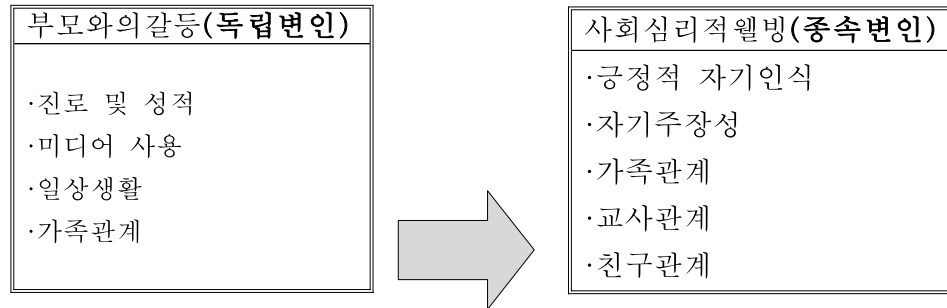 부모와의갈등(독립변인)
·진로 및 성적
·미디어 사용
·일상생활
·가족관계
사회심리적웰빙(종속변인)
·긍정적 자기인식
·자기주장성
·가족관계
·교사관계
·친구관계